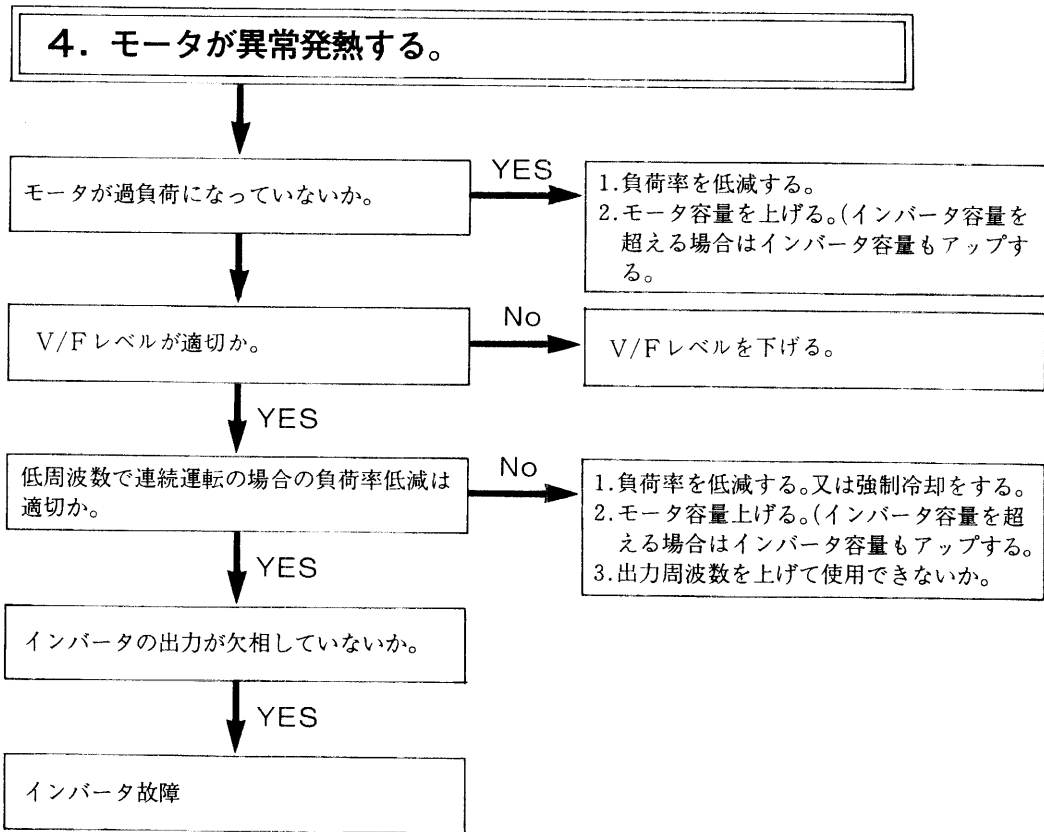 4. モータが異常発熱する。
モータが過負荷になっていないか。
YES
1.負荷率を低減する。
2.モータ容量を上げる。(インバータ容量を
超える場合はインバータ容量もアップす
る。
V/Fレベルが適切か。
No
V/Fレベルを下げる。
YES
低周波数で連続運転の場合の負荷率低減は
適切か。
No
1.負荷率を低減する。又は強制冷却をする。
2.モータ容量上げる。(インバータ容量を超
える場合はインバータ容量もアップする。
3.出力周波数を上げて使用できないか。
YES
インバータの出力が欠相していないか。
YES
インバータ故障